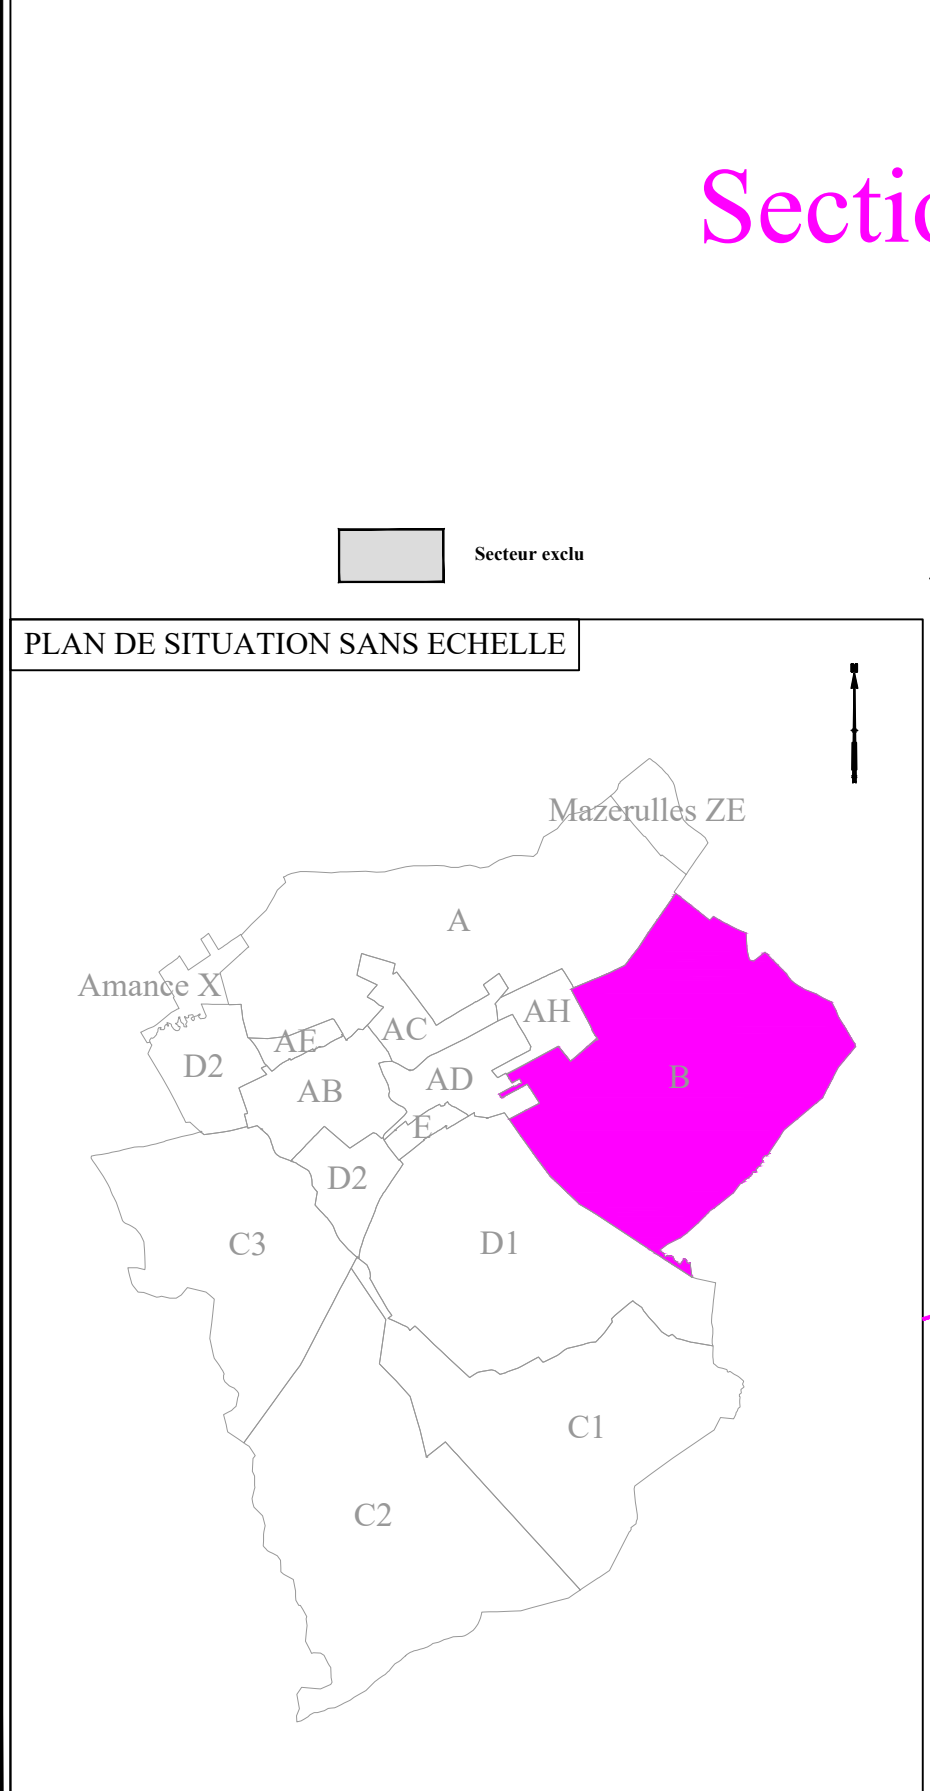 Sectio
Secteur exclu
PLAN DE SITUATION SANS ECHELLE
Mazerulles ZE
A
Amance X
AH
AC
AE
D2
B
AD
AB
E
D2
C3
D1
C1
C2